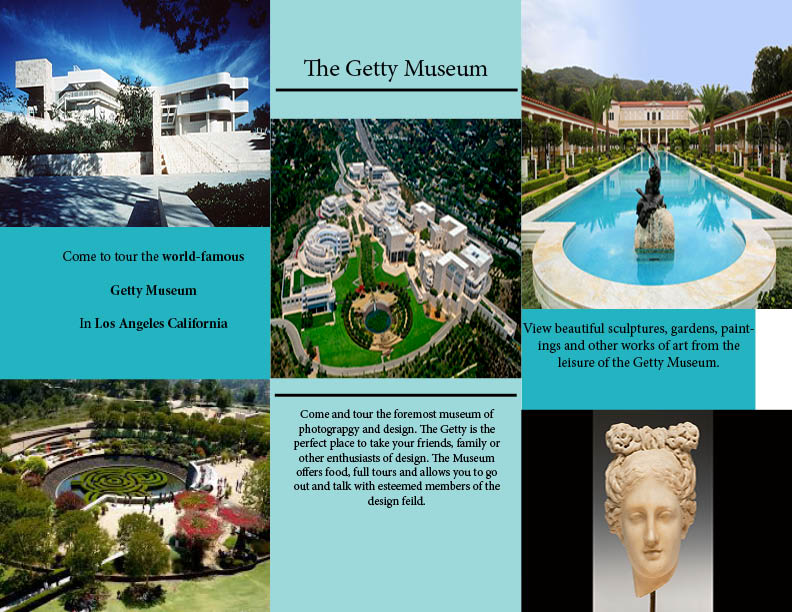 The Getty Museum
Come to tour the world-famous
Getty Museum
In Los Angeles California
Come and tour the foremost museum of
photograpgy and design. The Getty is the
perfect place to take your friends, family or
other enthusiasts of design. The Museum
offers food, full tours and allows you to go
out and talk with esteemed members of the
design feild.
View beautiful sculptures, gardens, paint-
ings and other works of art from the
leisure of the Getty Museum.